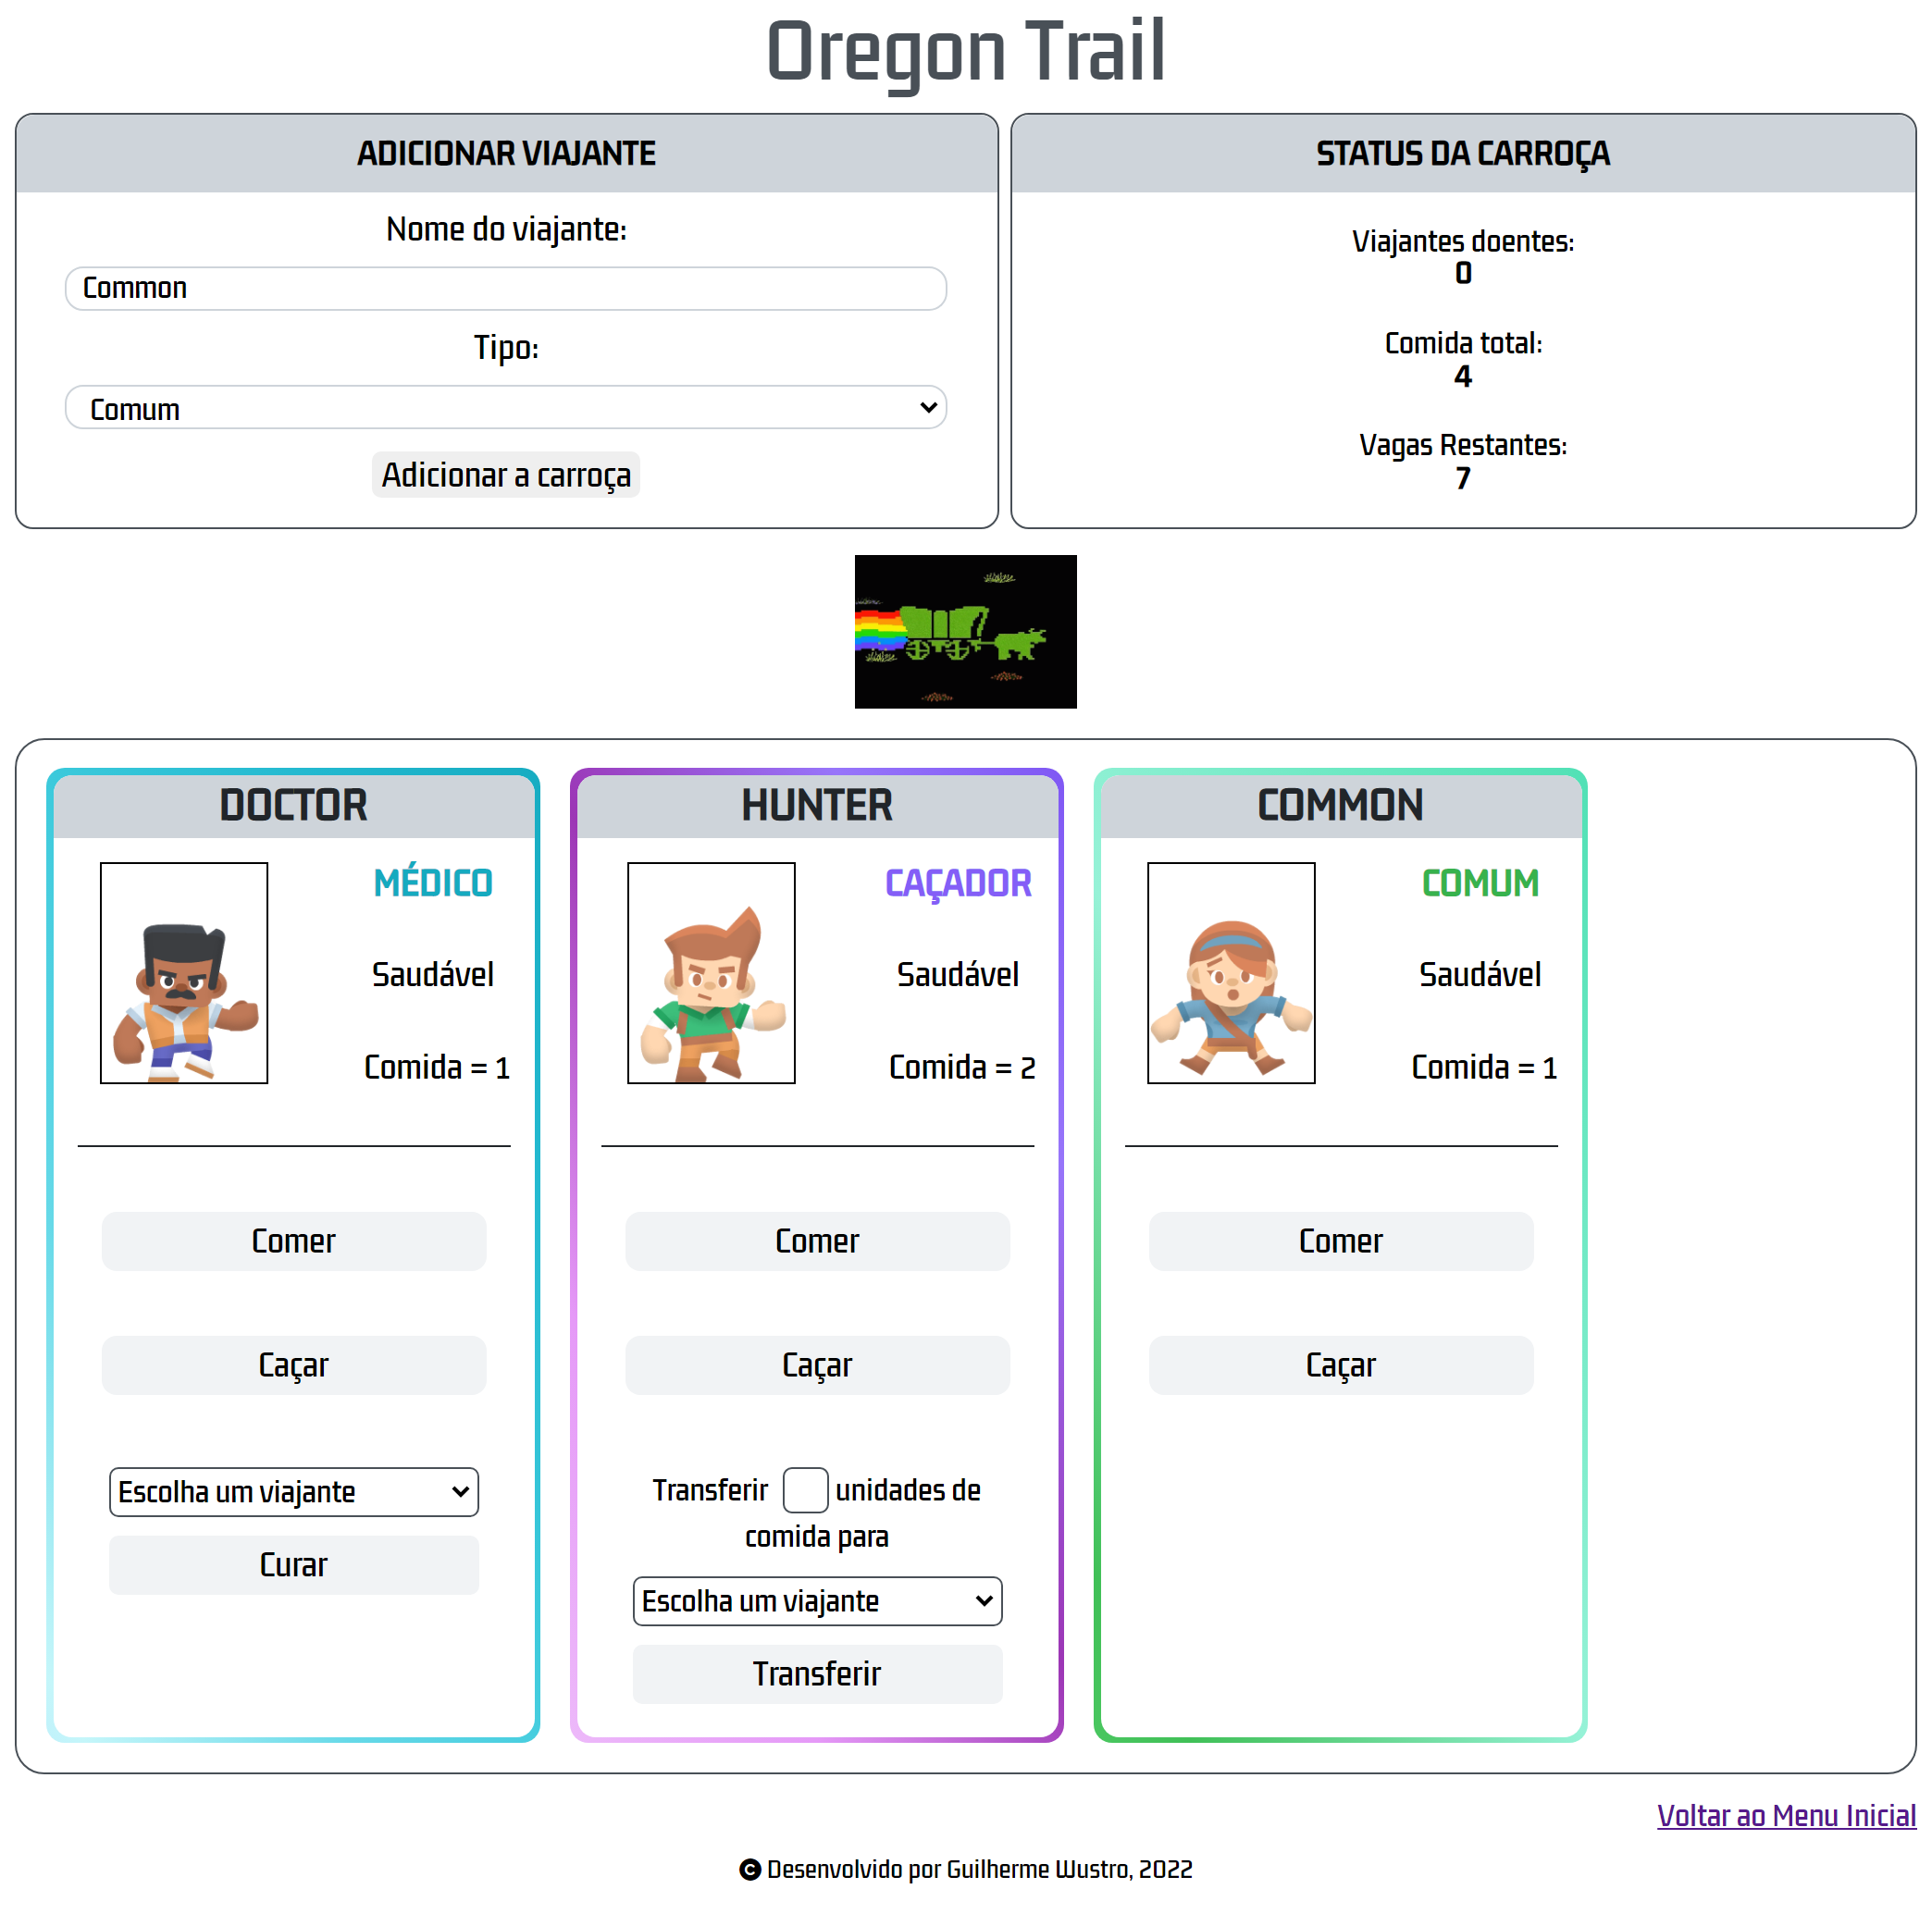 Oregon Trail
ADICIONAR VIAJANTE
Nome do viajante:
Common
Tipo:
Comum
Adicionar a carroça
STATUS DA CARROÇA
Viajantes doentes:
0
Comida total:
4
Vagas Restantes:
7
DOCTOR
MÉDICO
Saudável
Comida = 1
Comer
Caçar
Escolha um viajante
Curar
HUNTER
CAÇADOR
Saudável
Comida = 2
Comer
Caçar
Transferir unidades de
comida para
Escolha um viajante
Transferir
COMMON
COMUM
Saudável
Comida = 1
Comer
Caçar
Voltar ao Menu Inicial
© Desenvolvido por Guilherme Wustro, 2022